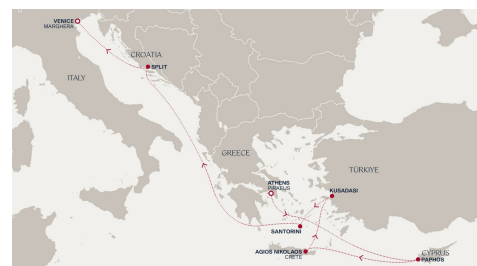 VENICE
MARGHERA
CROATIA
SPLIT
ITALY
GREECE
ATHENS
PIRAEUS
TÜRKIYE
KUSADASI
SANTORINI
AGIOS NIKOLAOS
CRETE
CYPRUS
PAPHOS